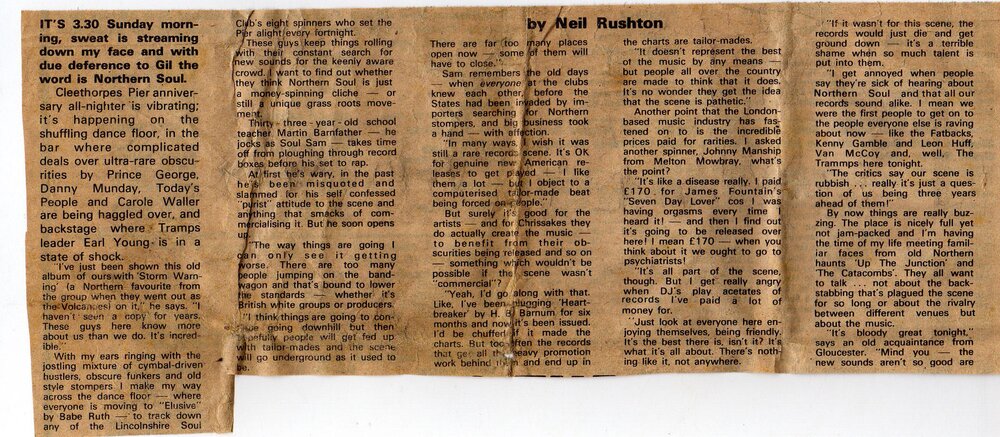 IT'S 3.30 Sunday morn-
ing, sweat is streaming
down my face and with
due deference to Gil the
word is Northern Soul.
Cleethorpes Pier anniver-
sary all-nighter is vibrating;
it's happening on the
shuffling dance floor, in the
bar where complicated
deals over ultra-rare obscu-
rities by Prince George,
Danny Munday, Today's
People and Carole Waller
are being haggled over, and
backstage where Tramps
leader Earl Young is in a
state of shock.
"I've just been shown this old
album of ours with 'Storm Warn-
ing' (a Northern favourite from
the group when they went out as
the Volcanos) on it," he says. "I
haven't seen a copy for years.
These guys here know more
about us than we do. It's incred-
ible."
With my ears ringing with the
jostling mixture of cymbal-driven
hustlers, obscure funkers and old
style stompers I make my way
across the dance floor — where
everyone is moving to "Elusive"
by Babe Ruth — to track down
any of the Lincolnshire Soul
Club's eight spinners who set the
Pier alight every fortnight.
These guys keep things rolling
with their constant search for
new sounds for the keenly aware
crowd. I want to find out whether
they think Northern Soul is just
a money-spinning cliche — or
still a unique grass roots move-
ment.
Thirty-three-year-old school
teacher Martin Barnfather — he
jocks as Soul Sam — takes time
off from ploughing through record
boxes before his set to rap.
At first he's wary, in the past
he's been misquoted and
slammed for his self confessed
"purist" attitude to the scene and
anything that smacks of com-
mercialising it. But he soon opens
up.
"The way things are going I
can only see it getting
worse. There are too many
people jumping on the band-
wagon and that's bound to lower
the standards — whether it's
British white groups or producers.
"I think things are going to con-
tinue going downhill but then
hopefully people will get fed up
with tailor-mades and the scene
will go underground as it used to
be.
by Neil Rushton
There are far too many places
open now — some of them will
have to close."
Sam remembers the old days
— when everyone at the clubs
knew each other, before the
States had been invaded by im-
porters searching for Northern
stompers, and big business took
a hand — with affection.
"In many ways I wish it was
still a rare record scene. It's OK
for genuine new American re-
leases to get played — I like
them a lot — but I object to a
computerised tailor-made beat
being forced on people."
But surely it's good for the
artists — and for Chrissakes they
do actually create the music —
to benefit from their ob-
scurities being released and so on
— something which wouldn't be
possible if the scene wasn't
"commercial"?
"Yeah, I'd go along with that.
Like, I've been plugging 'Heart-
breaker' by H. B. Barnum for six
months and now it's been issued.
I'd be chuffed if it made the
charts. But too often the records
that get all the heavy promotion
work behind them and end up in
the charts are tailor-mades.
"It doesn't represent the best
of the music by any means —
but people all over the country
are made to think that it does.
It's no wonder they get the idea
that the scene is pathetic."
Another point that the London-
based music industry has fas-
tened on to is the incredible
prices paid for rarities. I asked
another spinner, Johnny Manship
from Melton Mowbray, what's
the point?
"It's like a disease really. I paid
£170 for James Fountain's
'Seven Day Lover' cos I was
having orgasms every time I
heard it! — and then I find out
it's going to be released over
here! I mean £170 — when you
think about it we ought to go to
psychiatrists!
"It's all part of the scene,
though. But I get really angry
when DJ's play acetates of
records I've paid a lot of
money for.
"Just look at everyone here en-
joying themselves, being friendly.
It's the best there is, isn't it? It's
what it's all about. There's noth-
ing like it, not anywhere.
"If it wasn't for this scene, the
records would just die and get
ground down — it's a terrible
shame when so much talent is
put into them.
"I get annoyed when people
say they're sick of hearing about
Northern Soul and that all our
records sound alike. I mean we
were the first people to get on to
the people everyone else is raving
about now — like the Fatbacks,
Kenny Gamble and Leon Huff,
Van McCoy and, well, The
Trammps here tonight.
"The critics say our scene is
rubbish . . . really it's just a ques-
tion of us being three years
ahead of them!"
By now things are really buz-
zing. The place is nicely full yet
not jam-packed and I'm having
the time of my life meeting famil-
iar faces from old Northern
haunts 'Up The Junction' and
'The Catacombs'. They all want
to talk . . . not about the back-
stabbing that's plagued the scene
for so long or about the rivalry
between different venues but
about the music.
"It's bloody great tonight,"
says an old acquaintance from
Gloucester. "Mind you — the
new sounds aren't so good are